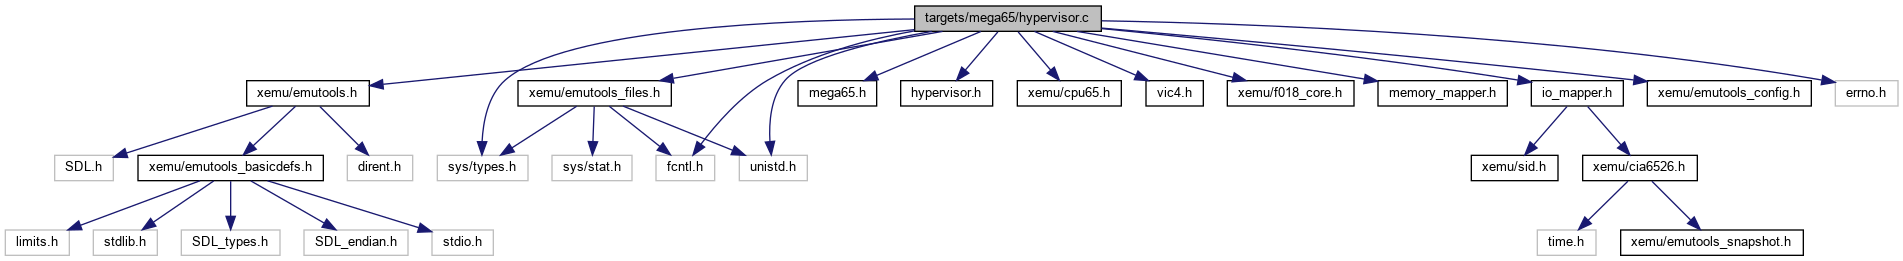 targets/mega65/hypervisor.c
xemu/emutools.h
xemu/emutools_files.h
mega65.h
hypervisor.h
xemu/cpu65.h
vic4.h
xemu/f018_core.h
memory_mapper.h
io_mapper.h
xemu/emutools_config.h
errno.h
SDL.h
xemu/emutools_basicdefs.h
dirent.h
sys/types.h
sys/stat.h
fcntl.h
unistd.h
xemu/sid.h
xemu/cia6526.h
limits.h
stdlib.h
SDL_types.h
SDL_endian.h
stdio.h
time.h
xemu/emutools_snapshot.h